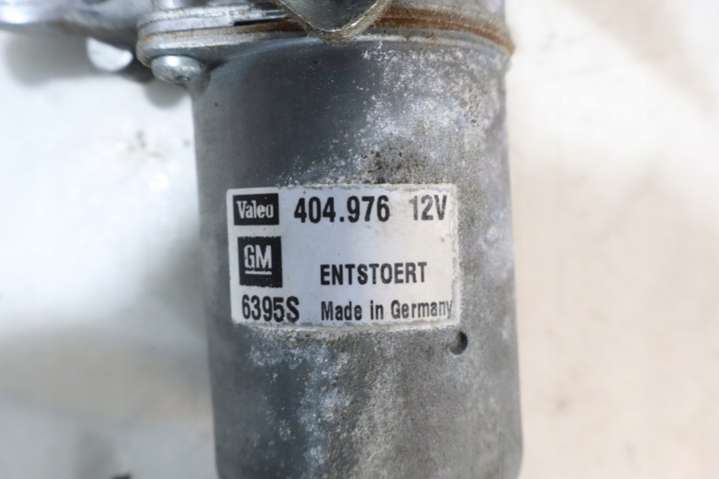 Valeo 404.976 12V
GM ENTSTOERT
6395S Made in Germany